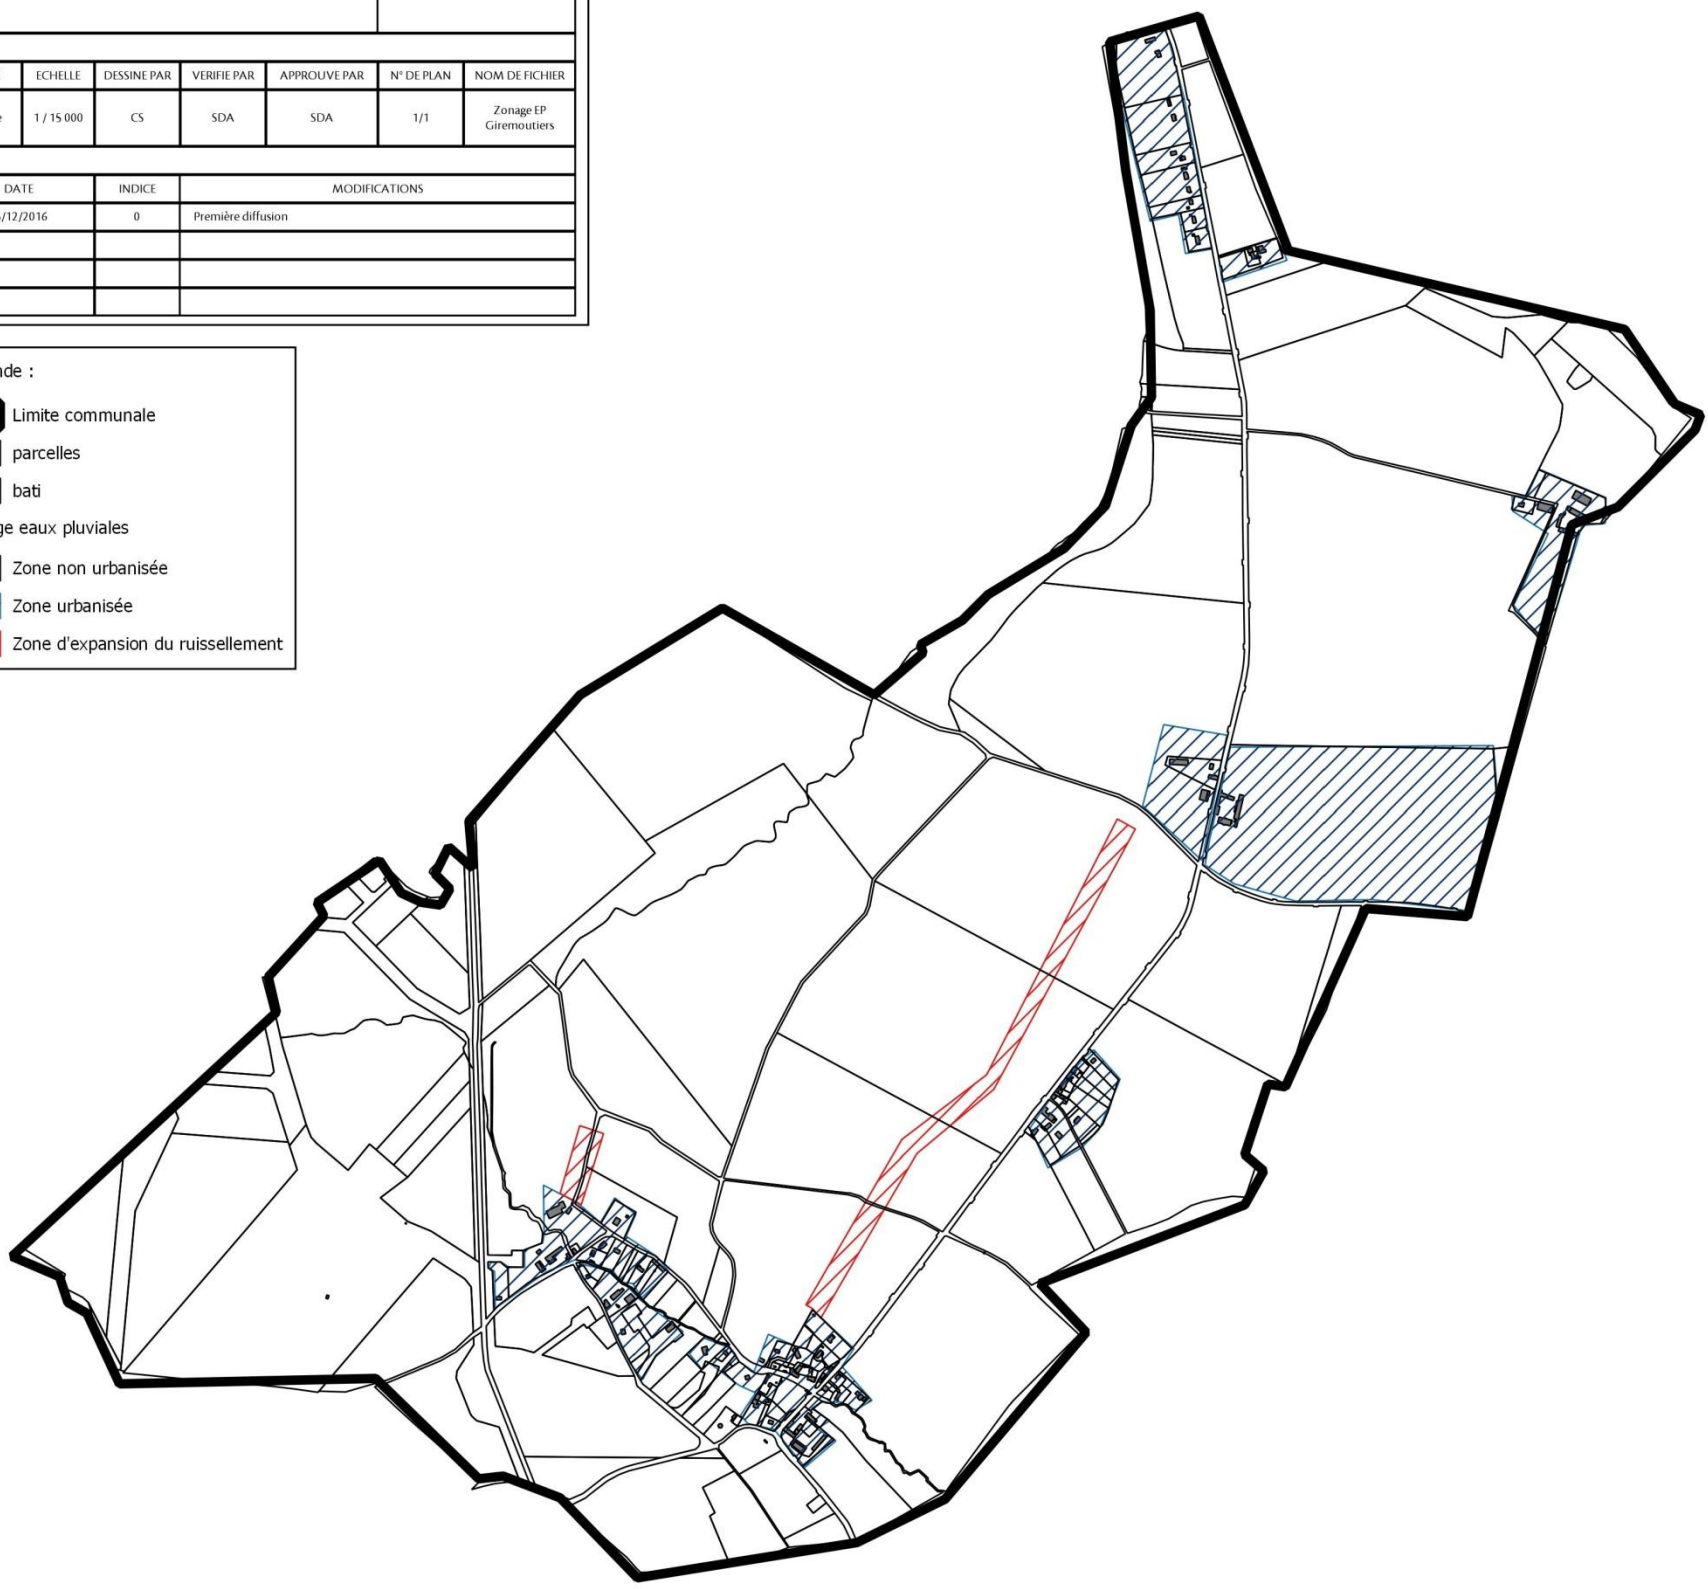 ECHELLE DESSINE PAR VERIFIE PAR APPROUVE PAR N° DE PLAN NOM DE FICHIER
1 / 15 000 CS SDA SDA 1/1 Zonage EP
Giremoutiers
DATE INDICE MODIFICATIONS
/12/2016 0 Première diffusion
nde :
Limite communale
parcelles
bati
ge eaux pluviales
Zone non urbanisée
Zone urbanisée
Zone d'expansion du ruissellement